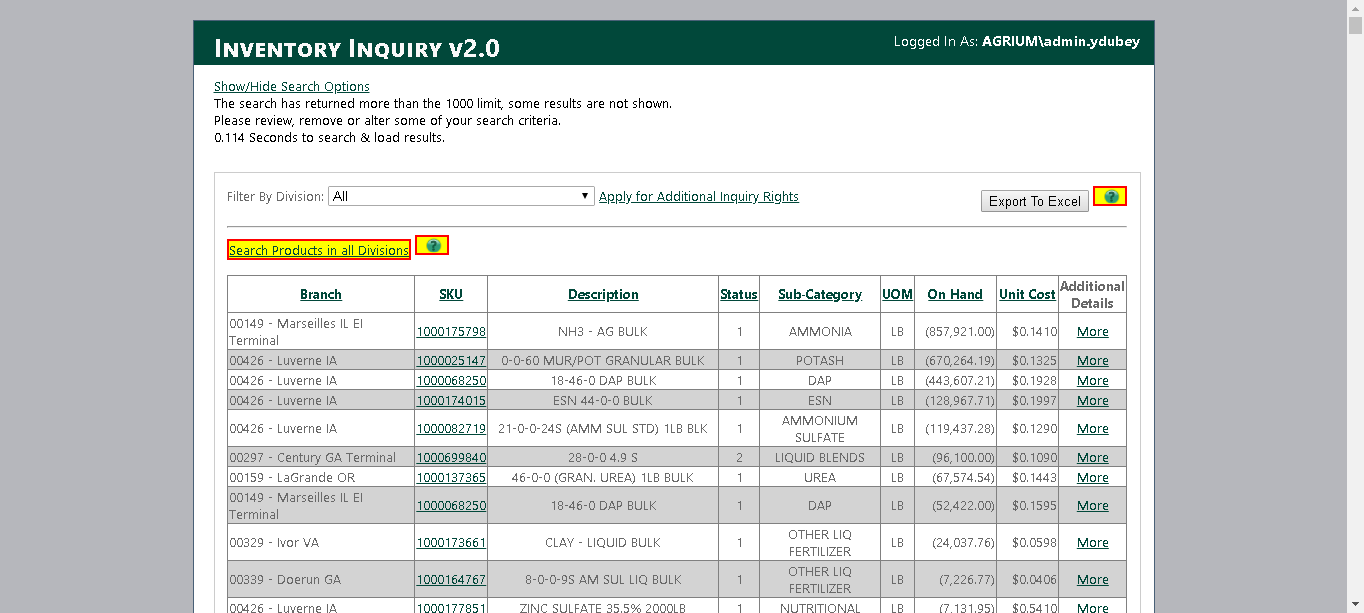 INVENTORY INQUIRY V2.0
Logged In As: AGRIUM\admin.ydubey
Show/Hide Search Options
The search has returned more than the 1000 limit, some results are not shown.
Please review, remove or alter some of your search criteria.
0.114 Seconds to search & load results.
Filter By Division: All Apply for Additional Inquiry Rights Export To Excel ?
Search Products in all Divisions ?
Branch SKU Description Status Sub-Category UOM On Hand Unit Cost Additional
Details
00149 - Marseilles IL EI
Terminal 1000175798 NH3 - AG BULK 1 AMMONIA LB (857,921.00) $0.1410 More
00426 - Luverne IA 1000025147 0-0-60 MUR/POT GRANULAR BULK 1 POTASH LB (670,264.19) $0.1325 More
00426 - Luverne IA 1000068250 18-46-0 DAP BULK 1 DAP LB (443,607.21) $0.1928 More
00426 - Luverne IA 1000174015 ESN 44-0-0 BULK 1 ESN LB (128,967.71) $0.1997 More
00426 - Luverne IA 1000082719 21-0-0-24S (AMM SUL STD) 1LB BLK 1 AMMONIUM
SULFATE LB (119,437.28) $0.1290 More
00297 - Century GA Terminal 1000699840 28-0-0 4.9 S 2 LIQUID BLENDS LB (96,100.00) $0.1090 More
00159 - LaGrande OR 1000137365 46-0-0 (GRAN. UREA) 1LB BULK 1 UREA LB (67,574.54) $0.1443 More
00149 - Marseilles IL EI
Terminal 1000068250 18-46-0 DAP BULK 1 DAP LB (52,422.00) $0.1595 More
00329 - Ivor VA 1000173661 CLAY - LIQUID BULK 1 OTHER LIQ
FERTILIZER LB (24,037.76) $0.0598 More
00339 - Doerun GA 1000164767 8-0-0-9S AM SUL LIQ BULK 1 OTHER LIQ
FERTILIZER LB (7,226.77) $0.0406 More
00426 - Luverne IA 1000177851 ZINC SULFATE 35.5% 2000LB 1 NUTRITIONAL LB (7,131.95) $0.5410 More